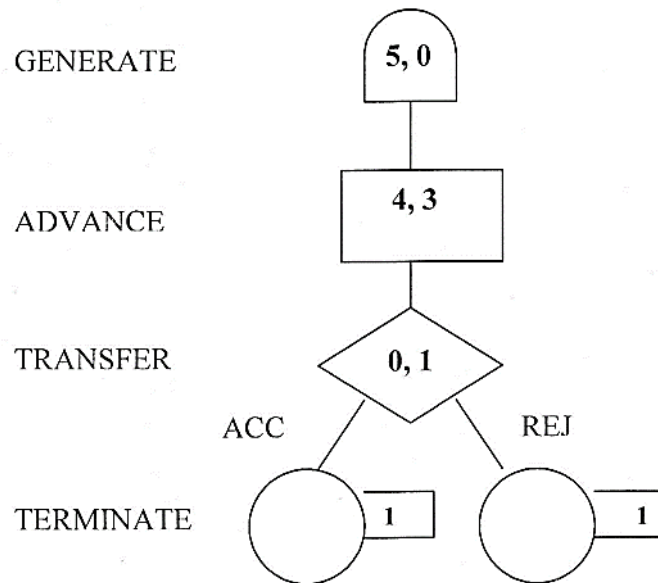 GENERATE 5, 0
ADVANCE 4, 3
TRANSFER 0, 1
ACC REJ
TERMINATE 1 1